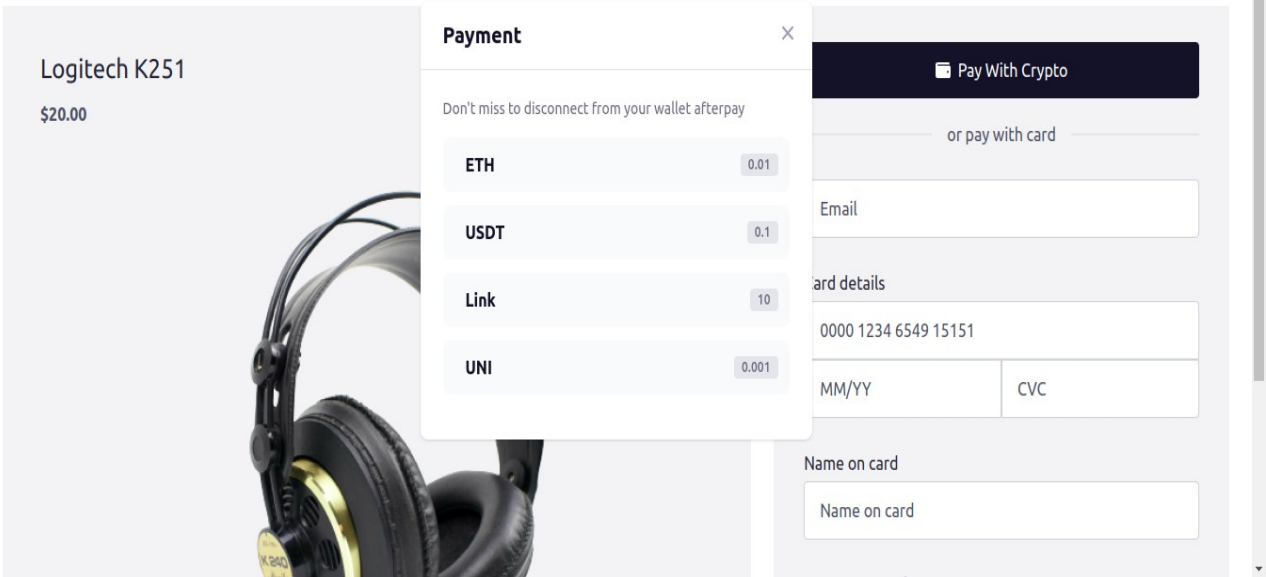 Logitech K251
$20.00
K 240
Payment
Don't miss to disconnect from your wallet afterpay
ETH 0.01
USDT 0.1
Link 10
UNI 0.001
Pay With Crypto
or pay with card
Email
ard details
0000 1234 6549 15151
MM/YY CVC
Name on card
Name on card